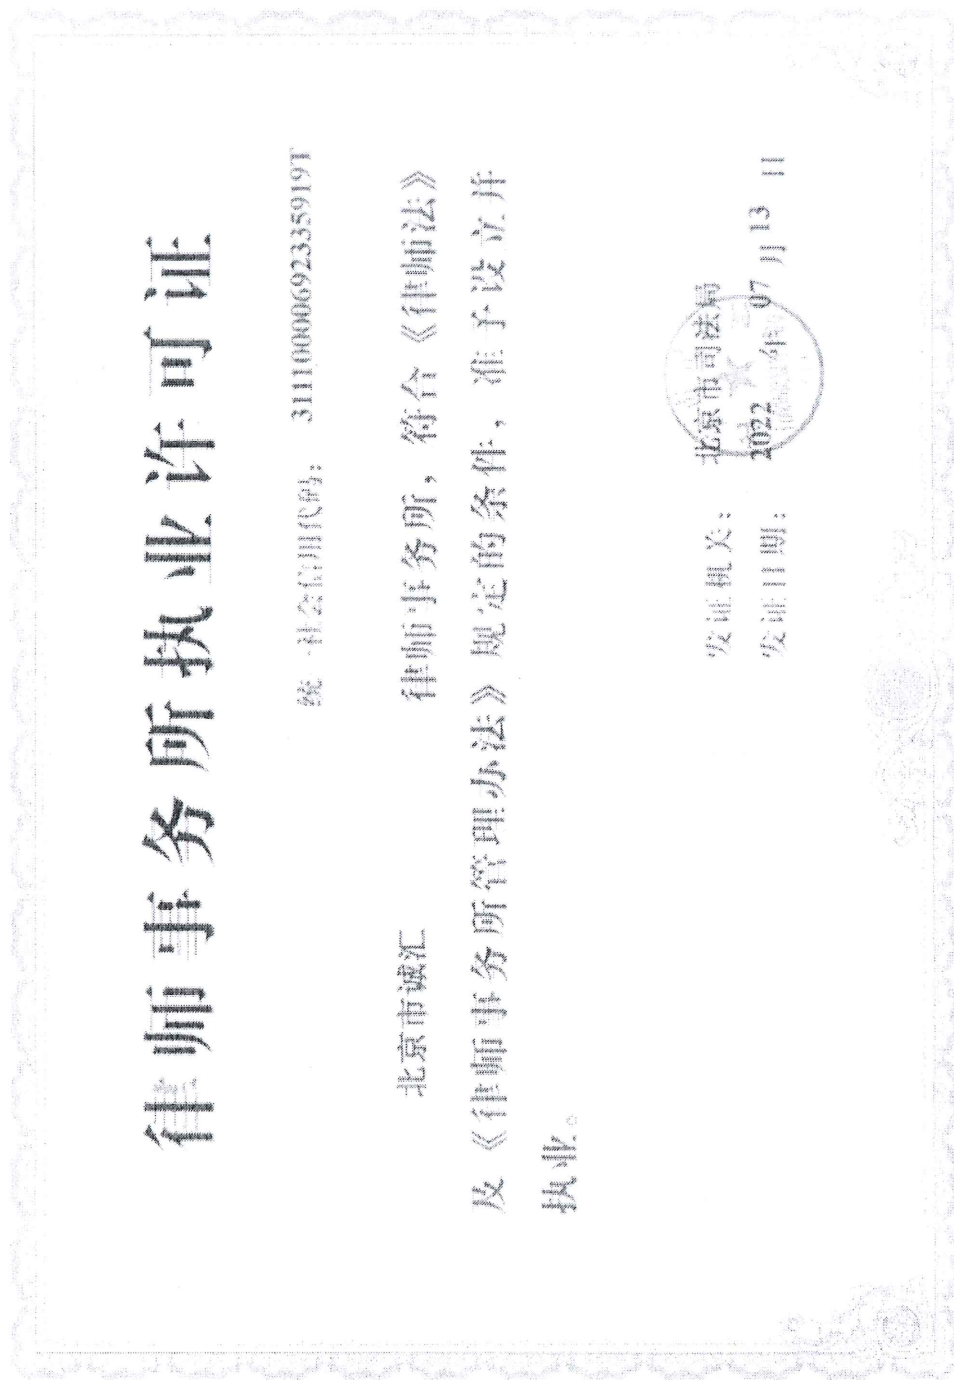 律师事务所执业许可证
统一社会信用代码：31110000692335919T
北京市诚汇 律师事务所，符合《律师法》
及《律师事务所管理办法》规定的条件，准予设立并
执业。
发证机关：北京市司法局
发证日期：2022 年 07 月 13 日